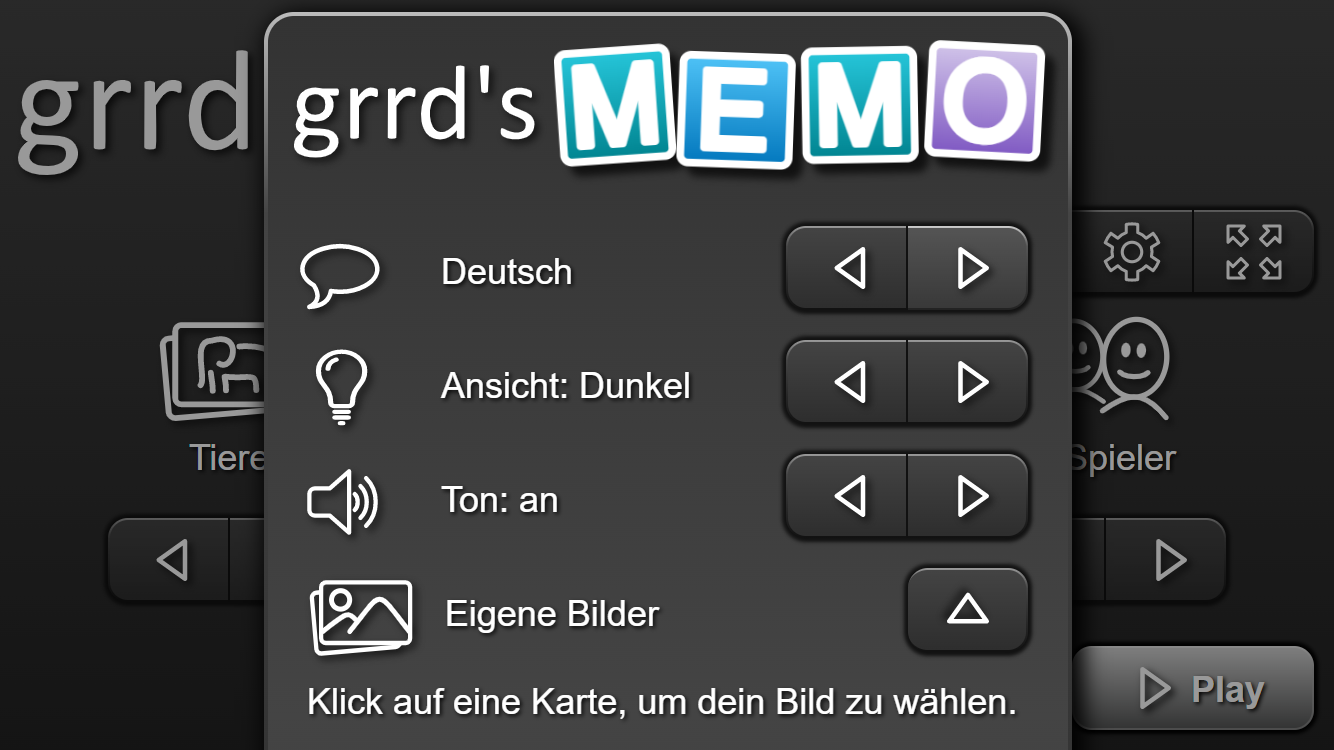 grrd
grrd's MEMO
Deutsch
Ansicht: Dunkel
Ton: an
Eigene Bilder
Klick auf eine Karte, um dein Bild zu wählen.
Tiere
Spieler
Play